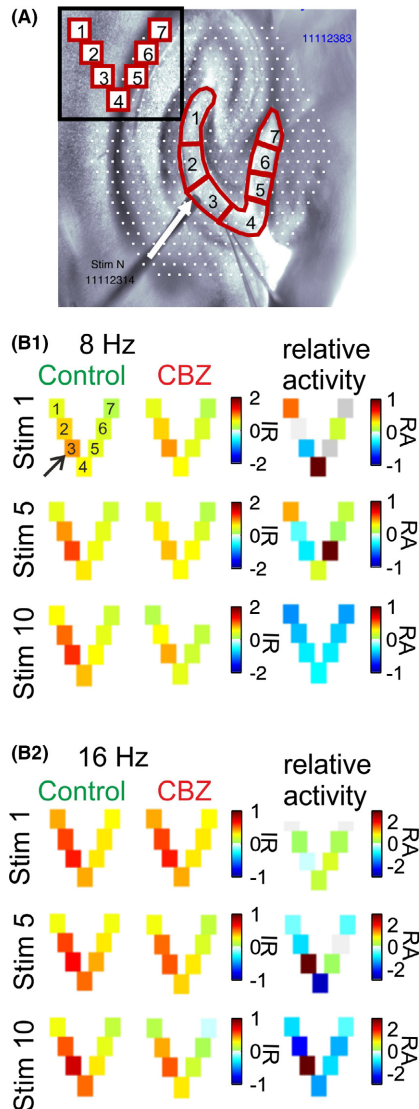 (A)
11112383
1 7
2 6
3 5
4
1
2
3
4
5
6
7
Stim N
11112314
(B1) 8 Hz
Control CBZ relative activity
Stim 1
1 7
2 6
3 5
4
2
0
-2
IR
1
0
-1
RA
Stim 5
2
0
-2
IR
1
0
-1
RA
Stim 10
2
0
-2
IR
1
0
-1
RA
(B2) 16 Hz
Control CBZ relative activity
Stim 1
1
0
-1
IR
2
0
-2
RA
Stim 5
1
0
-1
IR
2
0
-2
RA
Stim 10
1
0
-1
IR
2
0
-2
RA